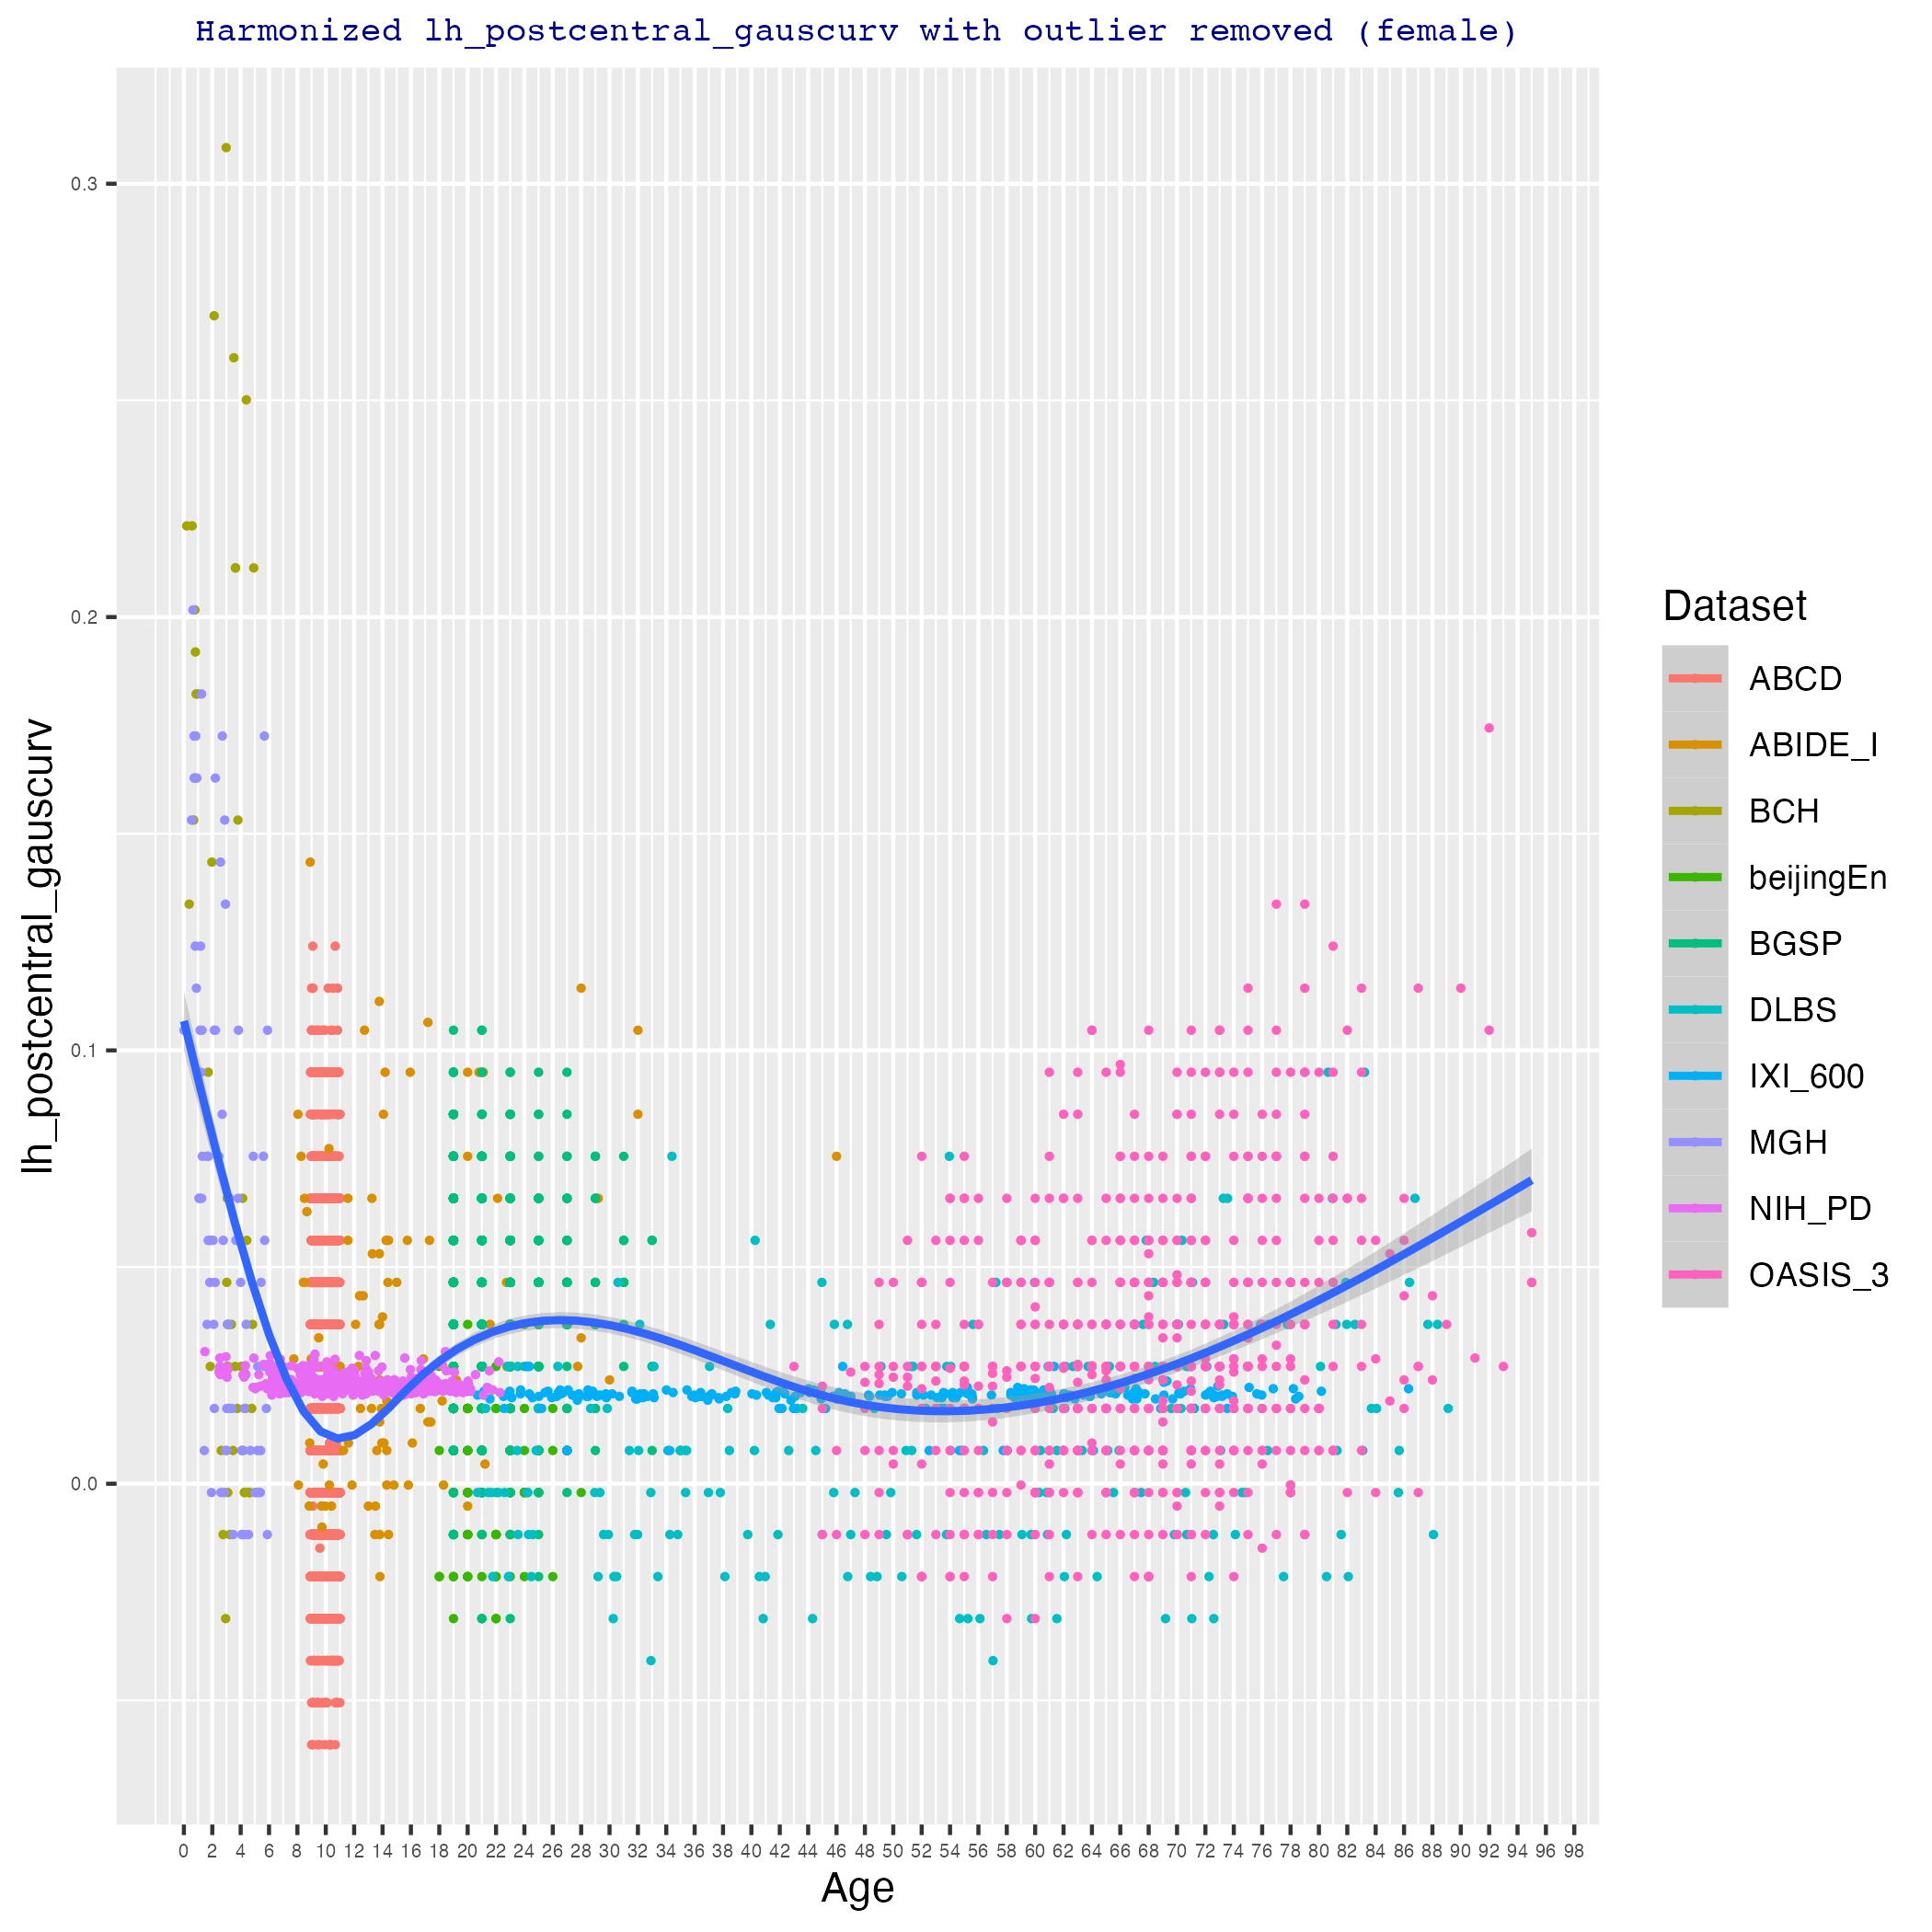 Harmonized lh_postcentral_gauscurv with outlier removed (female)
lh_postcentral_gauscurv
0.3
0.2
0.1
0.0
0 2 4 6 8 10 12 14 16 18 20 22 24 26 28 30 32 34 36 38 40 42 44 46 48 50 52 54 56 58 60 62 64 66 68 70 72 74 76 78 80 82 84 86 88 90 92 94 96 98
Age
Dataset
ABCD
ABIDE_I
BCH
beijingEn
BGSP
DLBS
IXI_600
MGH
NIH_PD
OASIS_3